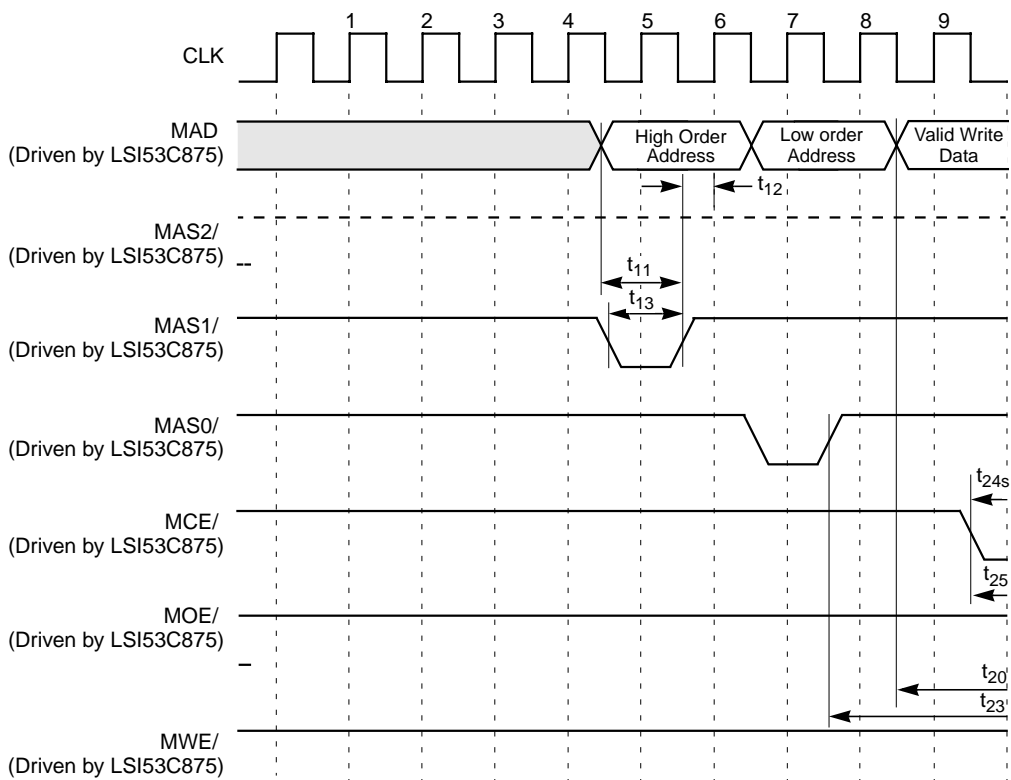 1 2 3 4 5 6 7 8 9
CLK
MAD
(Driven by LSI53C875)
High Order
Address
Low order
Address
Valid Write
Data
t12
MAS2/
(Driven by LSI53C875)
t11
t13
MAS1/
(Driven by LSI53C875)
MAS0/
(Driven by LSI53C875)
t24s
MCE/
(Driven by LSI53C875)
t25
MOE/
(Driven by LSI53C875)
t20
t23
MWE/
(Driven by LSI53C875)